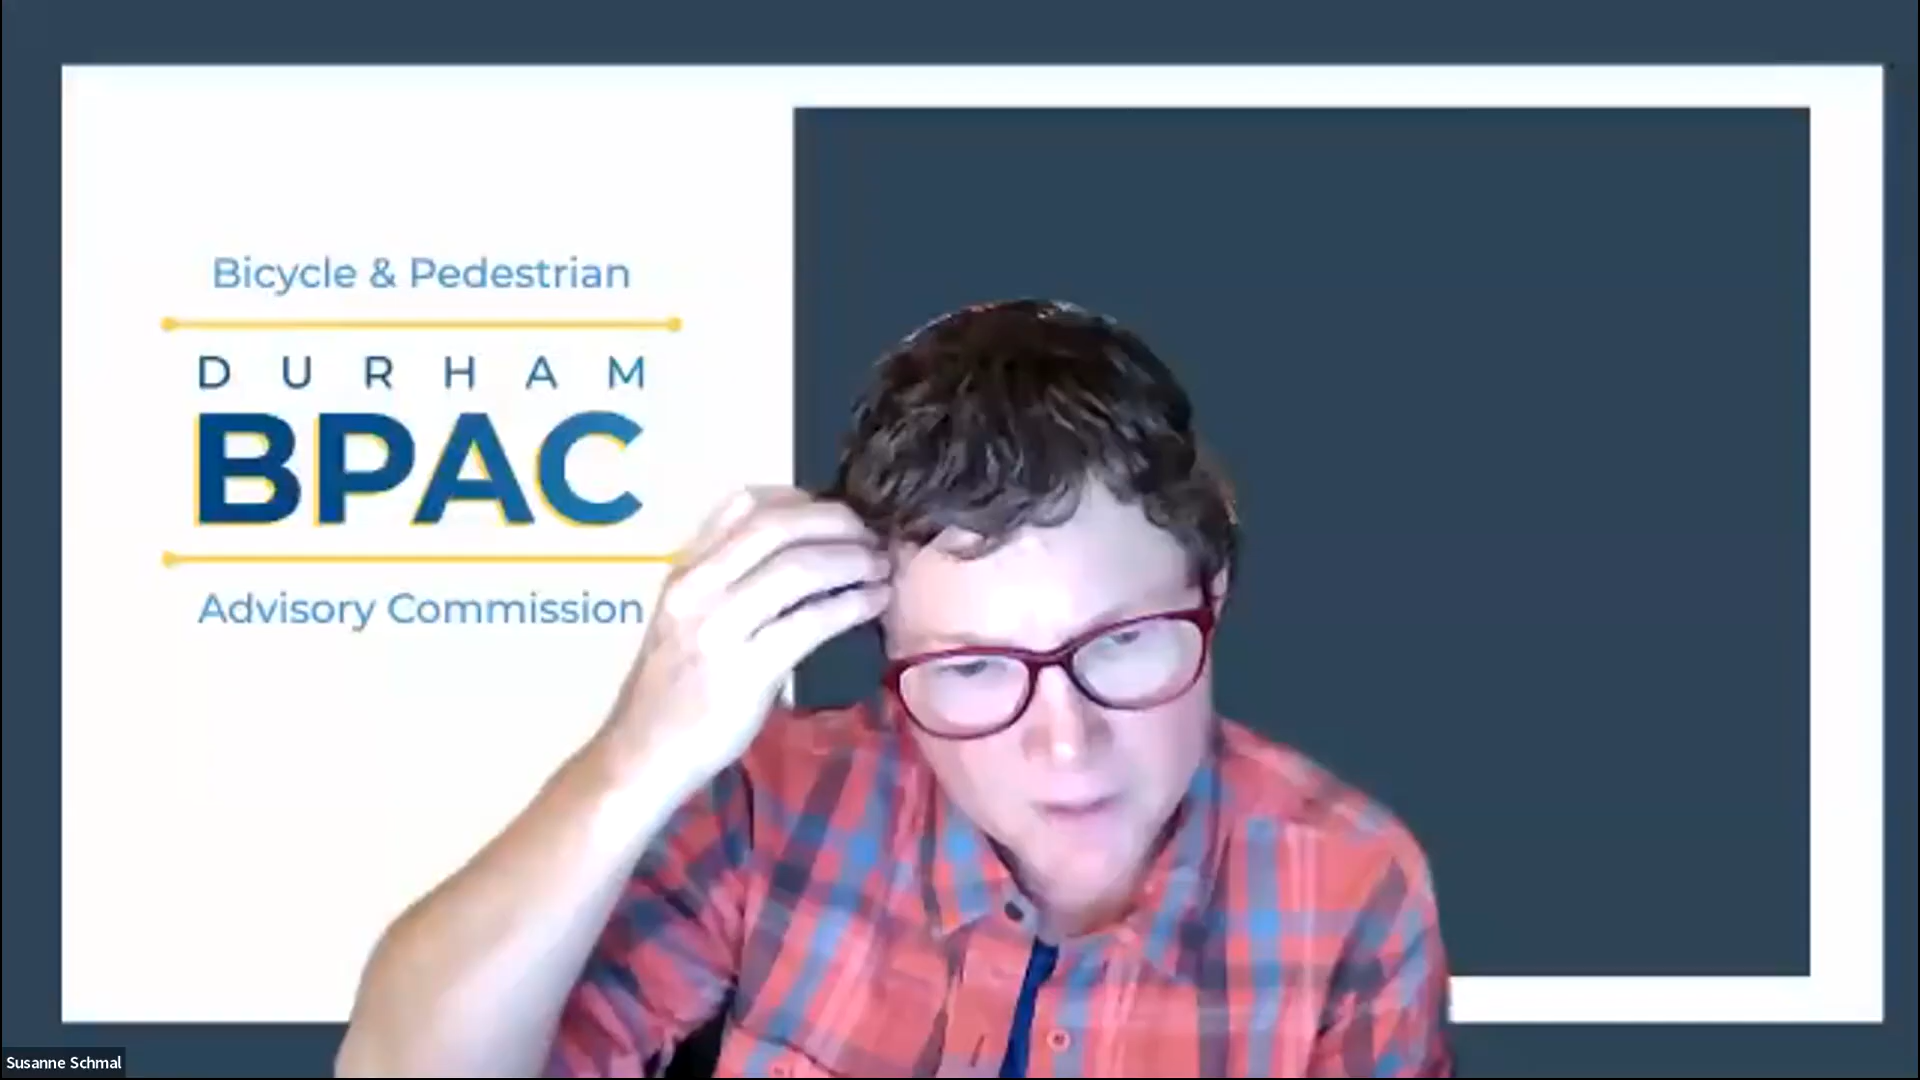 Bicycle & Pedestrian
DURHAM
BPAC
Advisory Commission
Susanne Schmal